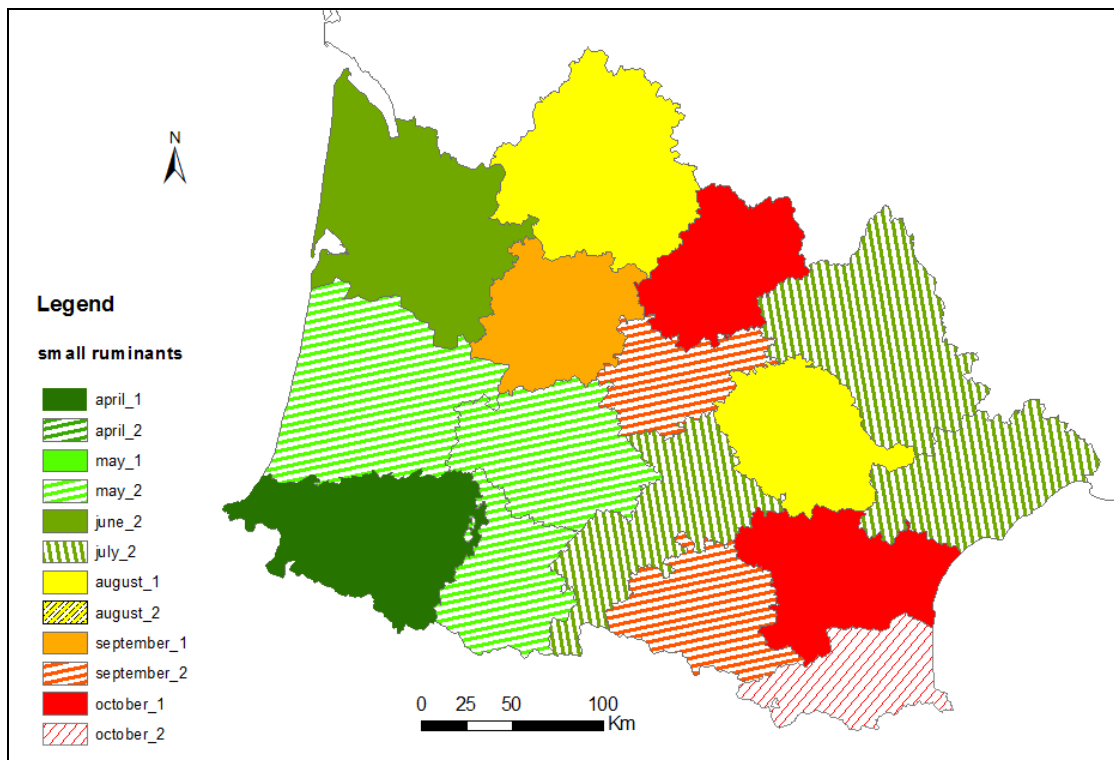 N
Legend
small ruminants
april_1
april_2
may_1
may_2
june_2
july_2
august_1
august_2
september_1
september_2
october_1
october_2
0 25 50 100
Km